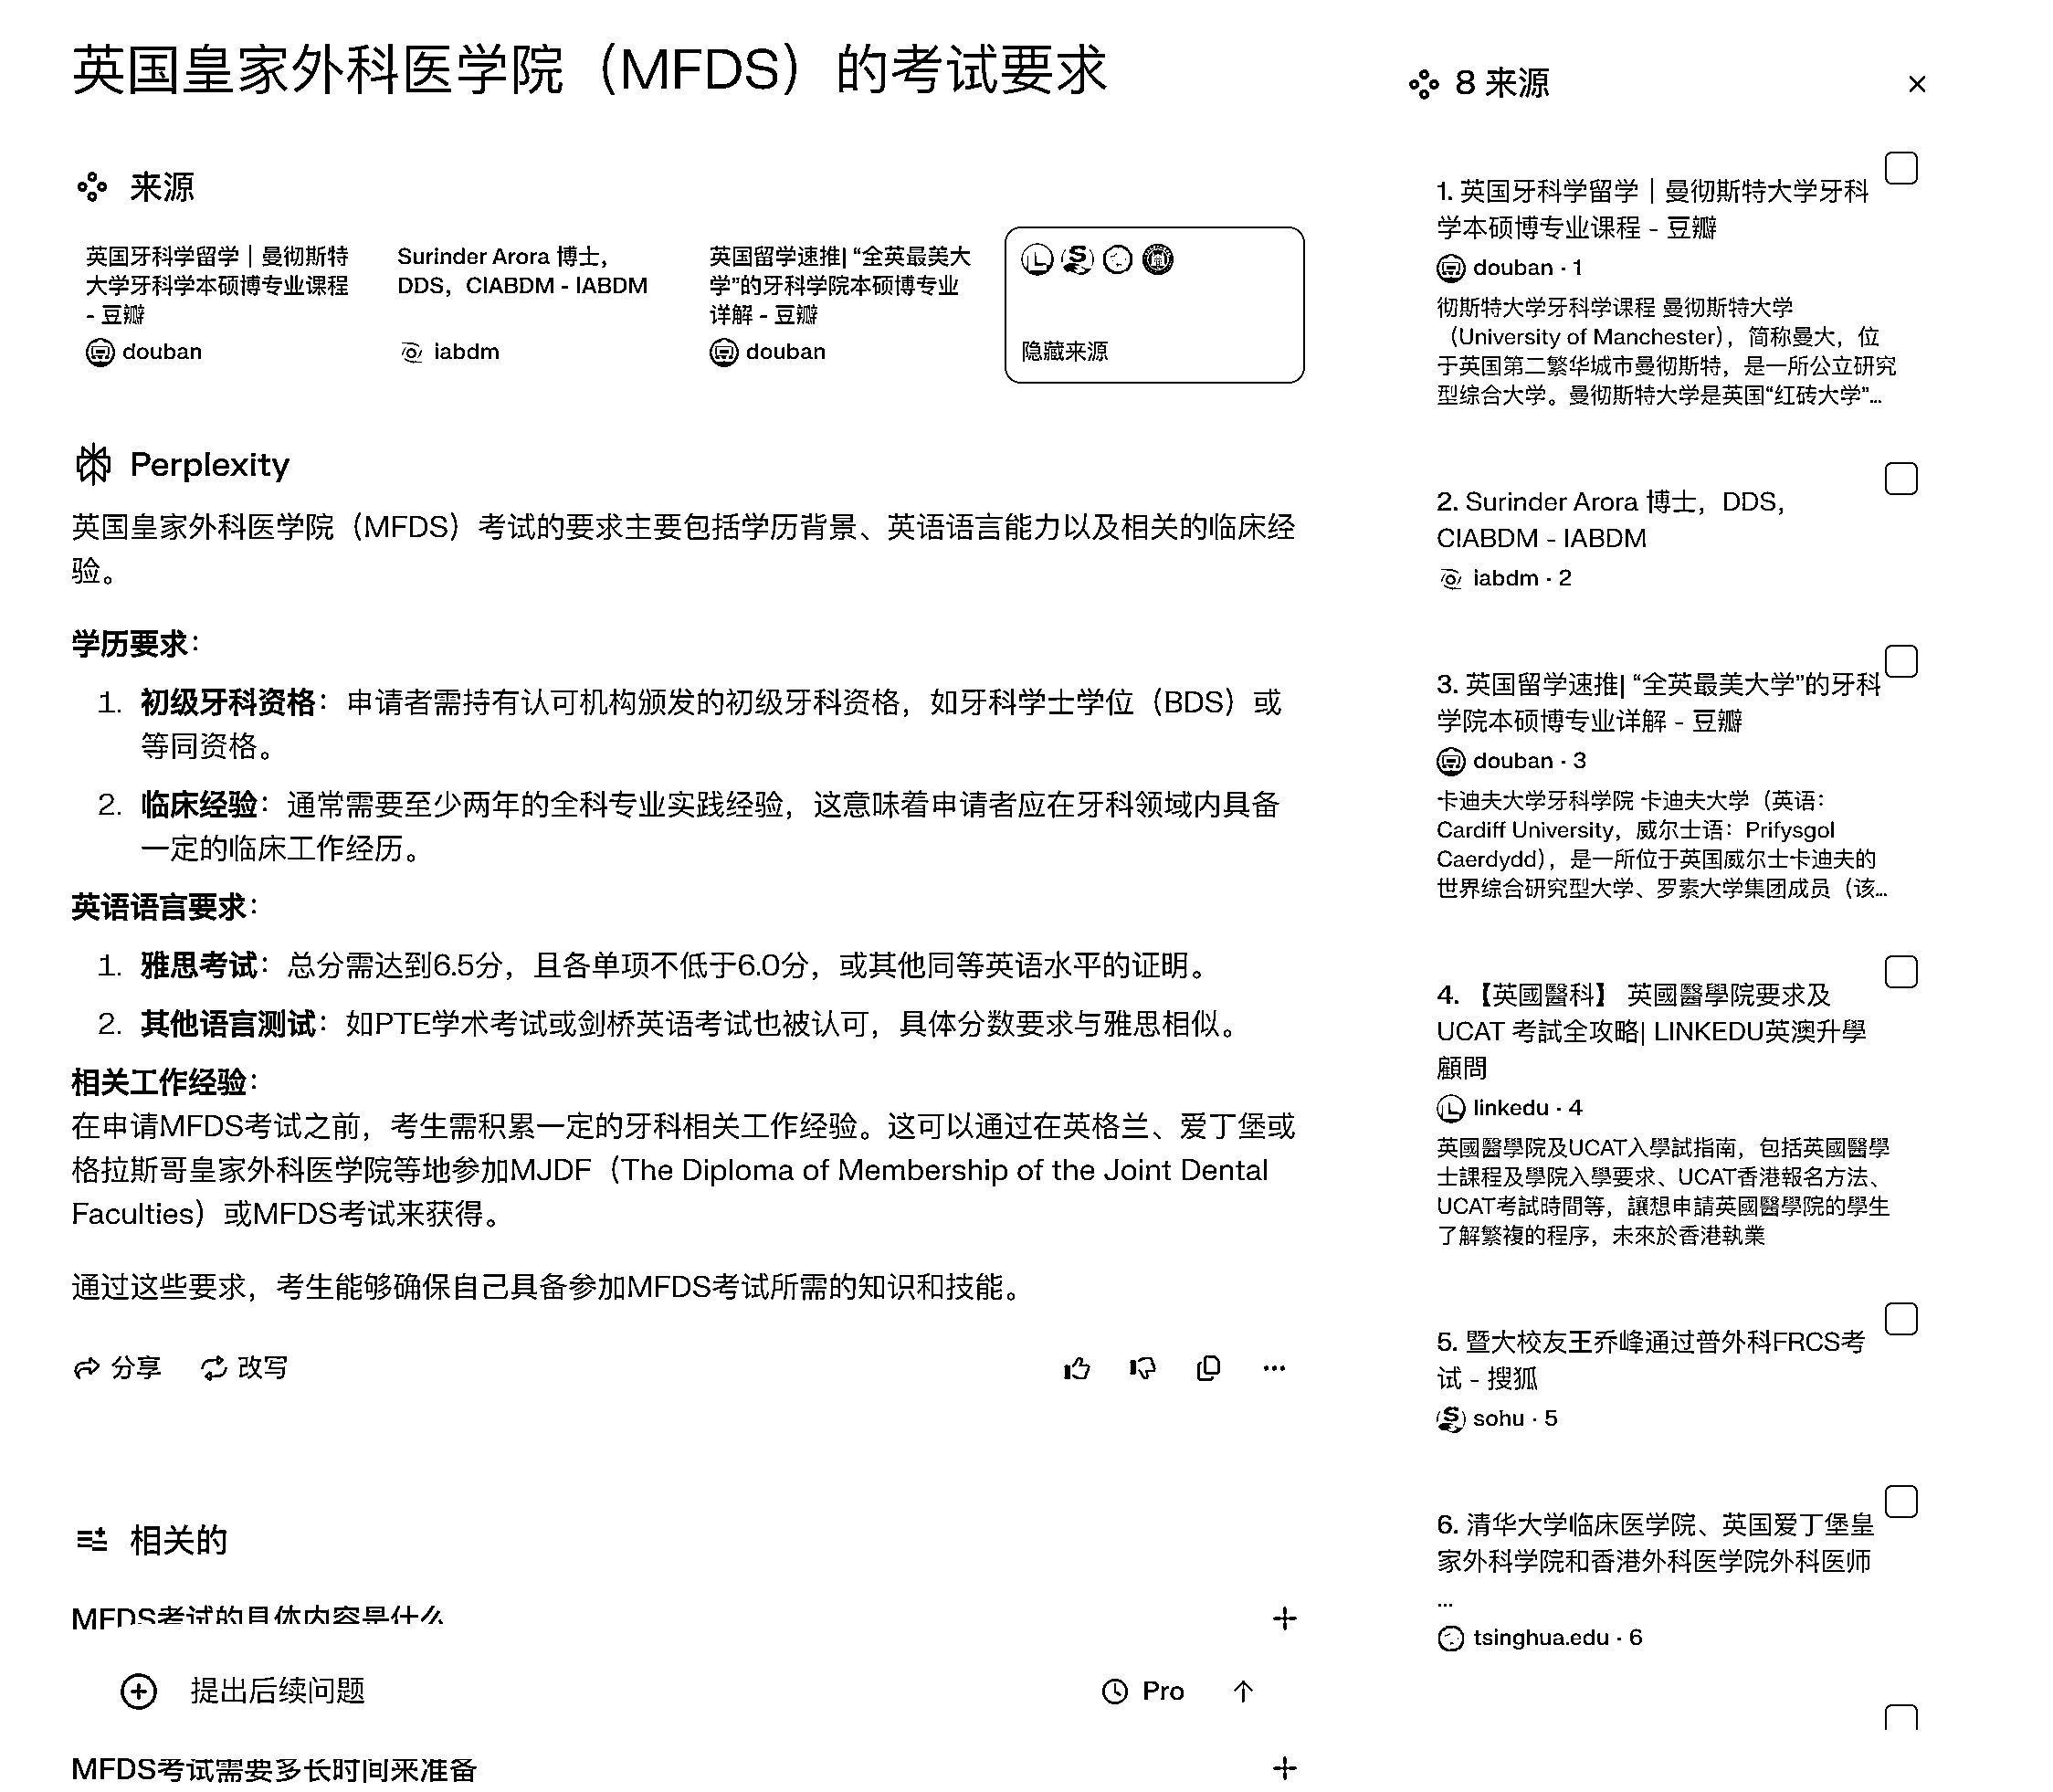 英国皇家外科医学院（MFDS）的考试要求
来源
英国牙科学留学｜曼彻斯特
大学牙科学本硕博专业课程
- 豆瓣
douban
Surinder Arora 博士，
DDS，CIABDM - IABDM
iabdm
英国留学速推| “全英最美大
学”的牙科学院本硕博专业
详解 - 豆瓣
douban
隐藏来源
Perplexity
英国皇家外科医学院（MFDS）考试的要求主要包括学历背景、英语语言能力以及相关的临床经
验。
学历要求：
1. 初级牙科资格：申请者需持有认可机构颁发的初级牙科资格，如牙科学士学位（BDS）或
等同资格。
2. 临床经验：通常需要至少两年的全科专业实践经验，这意味着申请者应在牙科领域内具备
一定的临床工作经历。
英语语言要求：
1. 雅思考试：总分需达到6.5分，且各单项不低于6.0分，或其他同等英语水平的证明。
2. 其他语言测试：如PTE学术考试或剑桥英语考试也被认可，具体分数要求与雅思相似。
相关工作经验：
在申请MFDS考试之前，考生需积累一定的牙科相关工作经验。这可以通过在英格兰、爱丁堡或
格拉斯哥皇家外科医学院等地参加MJDF（The Diploma of Membership of the Joint Dental
Faculties）或MFDS考试来获得。
通过这些要求，考生能够确保自己具备参加MFDS考试所需的知识和技能。
分享 改写
相关的
MFDS考试的具体内容是什么
提出后续问题 Pro
MFDS考试需要多长时间来准备
8 来源
1. 英国牙科学留学｜曼彻斯特大学牙科
学本硕博专业课程 - 豆瓣
douban · 1
彻斯特大学牙科学课程 曼彻斯特大学
（University of Manchester），简称曼大，位
于英国第二繁华城市曼彻斯特，是一所公立研究
型综合大学。曼彻斯特大学是英国“红砖大学”...
2. Surinder Arora 博士，DDS，
CIABDM - IABDM
iabdm · 2
3. 英国留学速推| “全英最美大学”的牙科
学院本硕博专业详解 - 豆瓣
douban · 3
卡迪夫大学牙科学院 卡迪夫大学（英语：
Cardiff University，威尔士语：Prifysgol
Caerdydd），是一所位于英国威尔士卡迪夫的
世界综合研究型大学、罗素大学集团成员（该...
4. 【英國醫科】 英國醫學院要求及
UCAT 考試全攻略| LINKEDU英澳升學
顧問
linkedu · 4
英國醫學院及UCAT入學試指南，包括英國醫學
士課程及學院入學要求、UCAT香港報名方法、
UCAT考試時間等，讓想申請英國醫學院的學生
了解繁複的程序，未來於香港執業
5. 暨大校友王乔峰通过普外科FRCS考
试 - 搜狐
sohu · 5
6. 清华大学临床医学院、英国爱丁堡皇
家外科学院和香港外科医学院外科医师
...
tsinghua.edu · 6